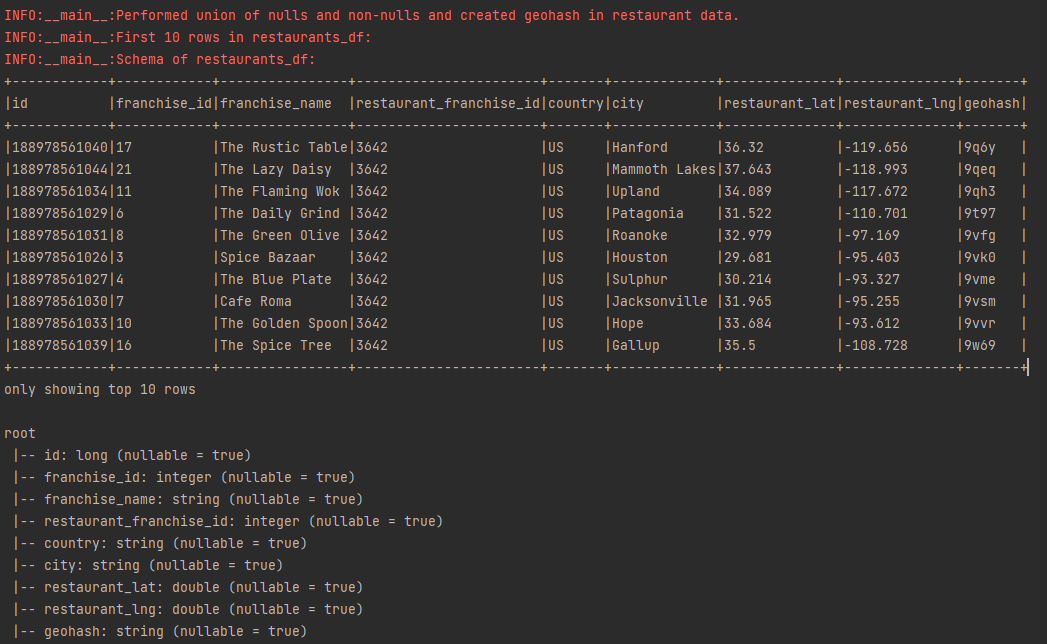 INFO:__main__:Performed union of nulls and non-nulls and created geohash in restaurant data.
INFO:__main__:First 10 rows in restaurants_df:
INFO:__main__:Schema of restaurants_df:
+------------+------------+----------------+-----------------------+-------+-------------+--------------+--------------+-------+
|id          |franchise_id|franchise_name  |restaurant_franchise_id|country|city         |restaurant_lat|restaurant_lng|geohash|
+------------+------------+----------------+-----------------------+-------+-------------+--------------+--------------+-------+
|188978561040|17          |The Rustic Table|3642                   |US     |Hanford      |36.32         |-119.656      |9q6y   |
|188978561044|21          |The Lazy Daisy  |3642                   |US     |Mammoth Lakes|37.643        |-118.993      |9qeq   |
|188978561034|11          |The Flaming Wok |3642                   |US     |Upland       |34.089        |-117.672      |9qh3   |
|188978561029|6           |The Daily Grind |3642                   |US     |Patagonia    |31.522        |-110.701      |9t97   |
|188978561031|8           |The Green Olive |3642                   |US     |Roanoke      |32.979        |-97.169       |9vfg   |
|188978561026|3           |Spice Bazaar    |3642                   |US     |Houston      |29.681        |-95.403       |9vk0   |
|188978561027|4           |The Blue Plate  |3642                   |US     |Sulphur      |30.214        |-93.327       |9vme   |
|188978561030|7           |Cafe Roma       |3642                   |US     |Jacksonville |31.965        |-95.255       |9vsm   |
|188978561033|10          |The Golden Spoon|3642                   |US     |Hope         |33.684        |-93.612       |9vvr   |
|188978561039|16          |The Spice Tree  |3642                   |US     |Gallup       |35.5          |-108.728      |9w69   |
+------------+------------+----------------+-----------------------+-------+-------------+--------------+--------------+-------+
only showing top 10 rows

root
 |-- id: long (nullable = true)
 |-- franchise_id: integer (nullable = true)
 |-- franchise_name: string (nullable = true)
 |-- restaurant_franchise_id: integer (nullable = true)
 |-- country: string (nullable = true)
 |-- city: string (nullable = true)
 |-- restaurant_lat: double (nullable = true)
 |-- restaurant_lng: double (nullable = true)
 |-- geohash: string (nullable = true)